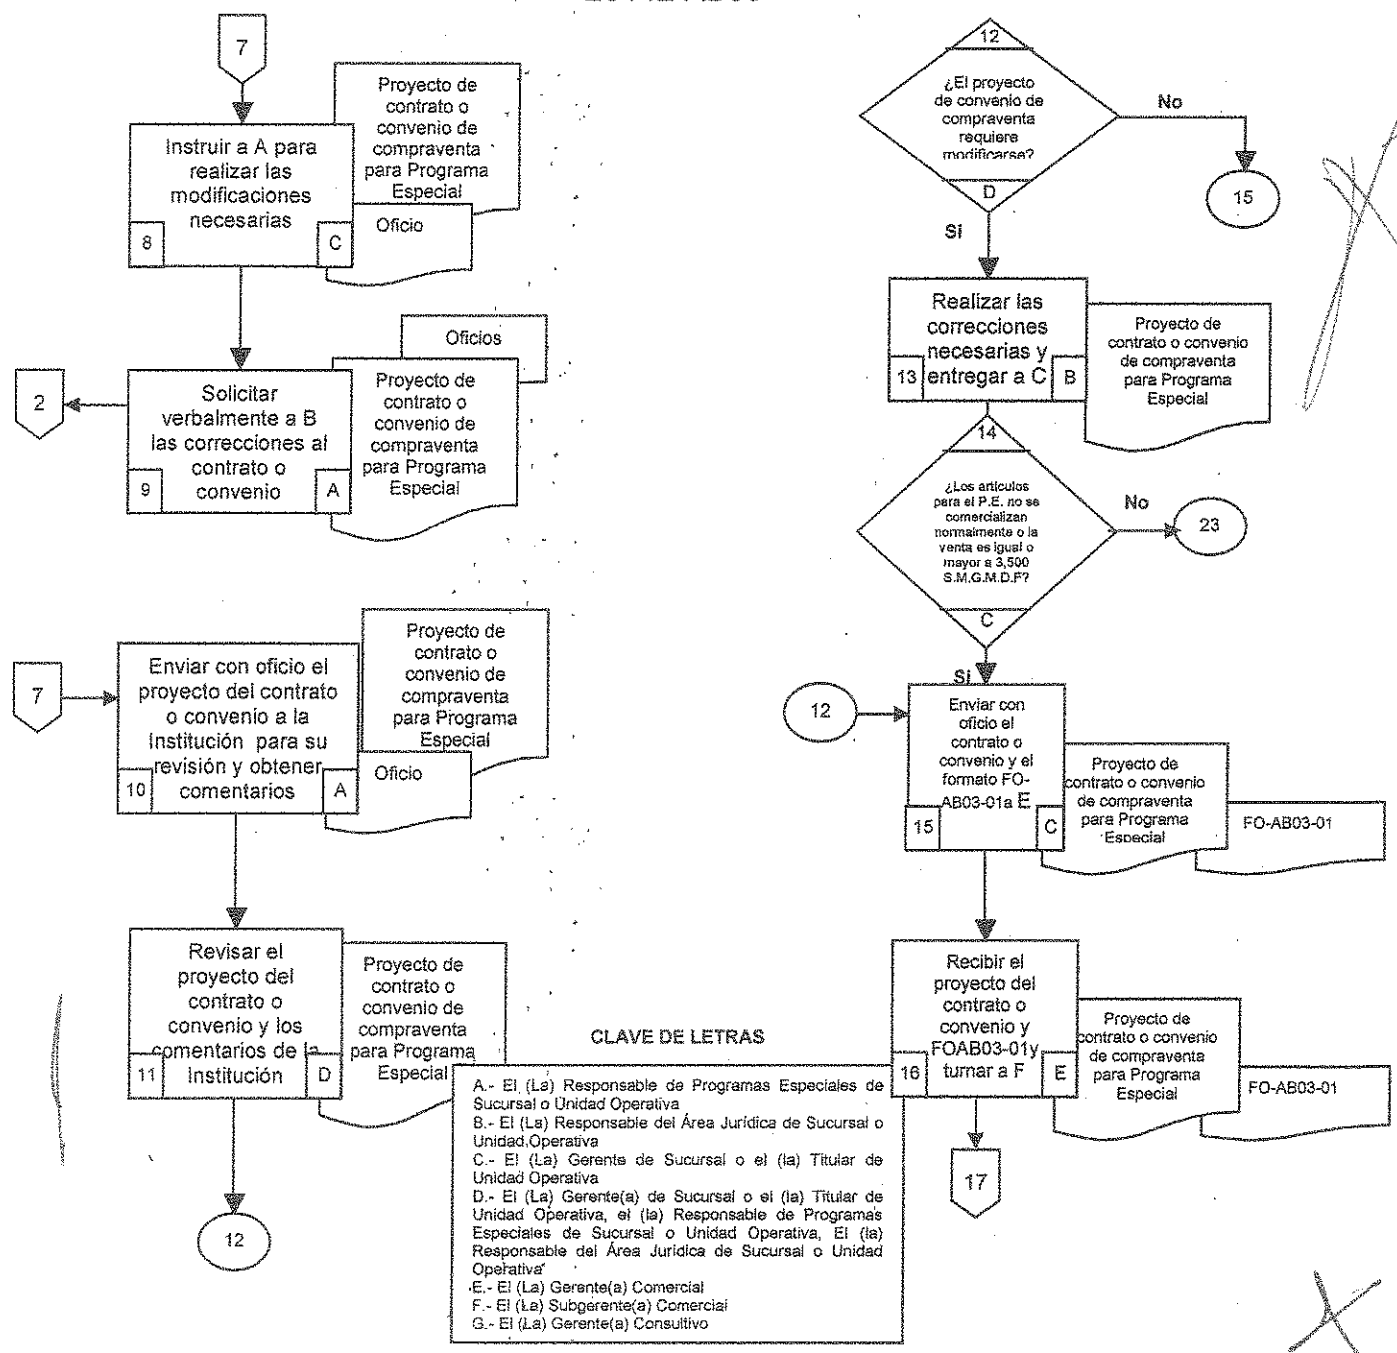 7
Instruir a A para
realizar las
modificaciones
necesarias
8
C
Proyecto de
contrato o
convenio de
compraventa
para Programa
Especial
Oficio
2
Solicitar
verbalmente a B
las correcciones al
contrato o
convenio
9
A
Oficios
Proyecto de
contrato o
convenio de
compraventa
para Programa
Especial
7
Enviar con oficio el
proyecto del contrato
o convenio a la
Institución para su
revisión y obtener
comentarios
10
A
Proyecto de
contrato o
convenio de
compraventa
para Programa
Especial
Oficio
Revisar el
proyecto del
contrato o
convenio y los
comentarios de la
Institución
11
D
Proyecto de
contrato o
convenio de
compraventa
para Programa
Especial
12
12
¿El proyecto
de convenio de
compraventa
requiere
modificarse?
D
No
15
Si
Realizar las
correcciones
necesarias y
entregar a C
13
B
Proyecto de
contrato o convenio
de compraventa
para Programa
Especial
14
¿Los artículos
para el P.E. no se
comercializan
normalmente o la
venta es igual o
mayor a 3,500
S.M.G.M.D.F?
C
No
23
Si
12
Enviar con
oficio el
contrato o
convenio y el
formato FO-
AB03-01a E
15
C
Proyecto de
contrato o convenio
de compraventa
para Programa
Especial
FO-AB03-01
Recibir el
proyecto del
contrato o
convenio y
FOAB03-01y
turnar a F
16
E
Proyecto de
contrato o convenio
de compraventa
para Programa
Especial
FO-AB03-01
17
CLAVE DE LETRAS
A.- El (La) Responsable de Programas Especiales de
Sucursal o Unidad Operativa
B.- El (La) Responsable del Área Jurídica de Sucursal o
Unidad Operativa
C.- El (La) Gerente de Sucursal o el (la) Titular de
Unidad Operativa
D.- El (La) Gerente(a) de Sucursal o el (la) Titular de
Unidad Operativa, el (la) Responsable de Programas
Especiales de Sucursal o Unidad Operativa, El (la)
Responsable del Área Jurídica de Sucursal o Unidad
Operativa
E.- El (La) Gerente(a) Comercial
F.- El (La) Subgerente(a) Comercial
G.- El (La) Gerente(a) Consultivo